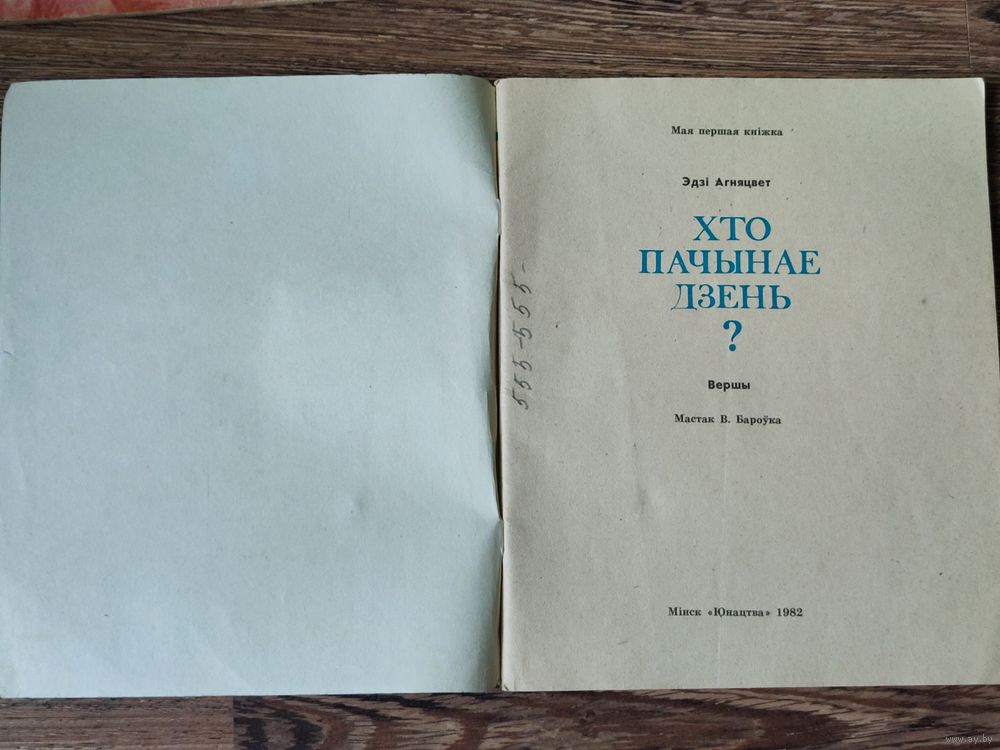 Мая першая кніжка
Эдзі Агняцвет
ХТО
ПАЧЫНАЕ
ДЗЕНЬ
?
Вершы
Мастак В. Бароўка
Мінск «Юнацтва» 1982
555-555-
www.ay.by